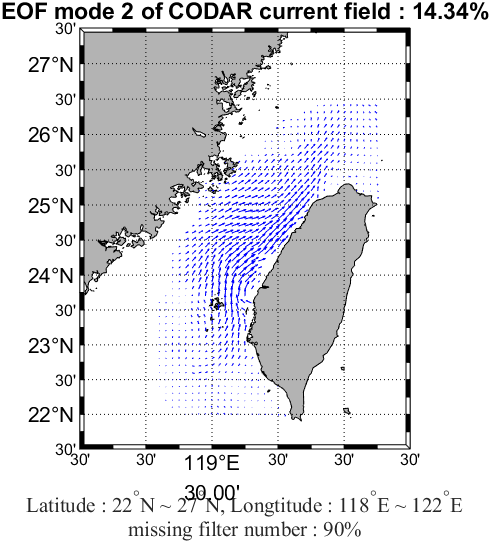 EOF mode 2 of CODAR current field : 14.34%
30'
27°N
30'
26°N
30'
25°N
30'
24°N
30'
23°N
30'
22°N
30'
30' 30' 119°E 30' 30' 30'
30.00'
Latitude : 22°N ~ 27°N, Longtitude : 118°E ~ 122°E
missing filter number : 90%